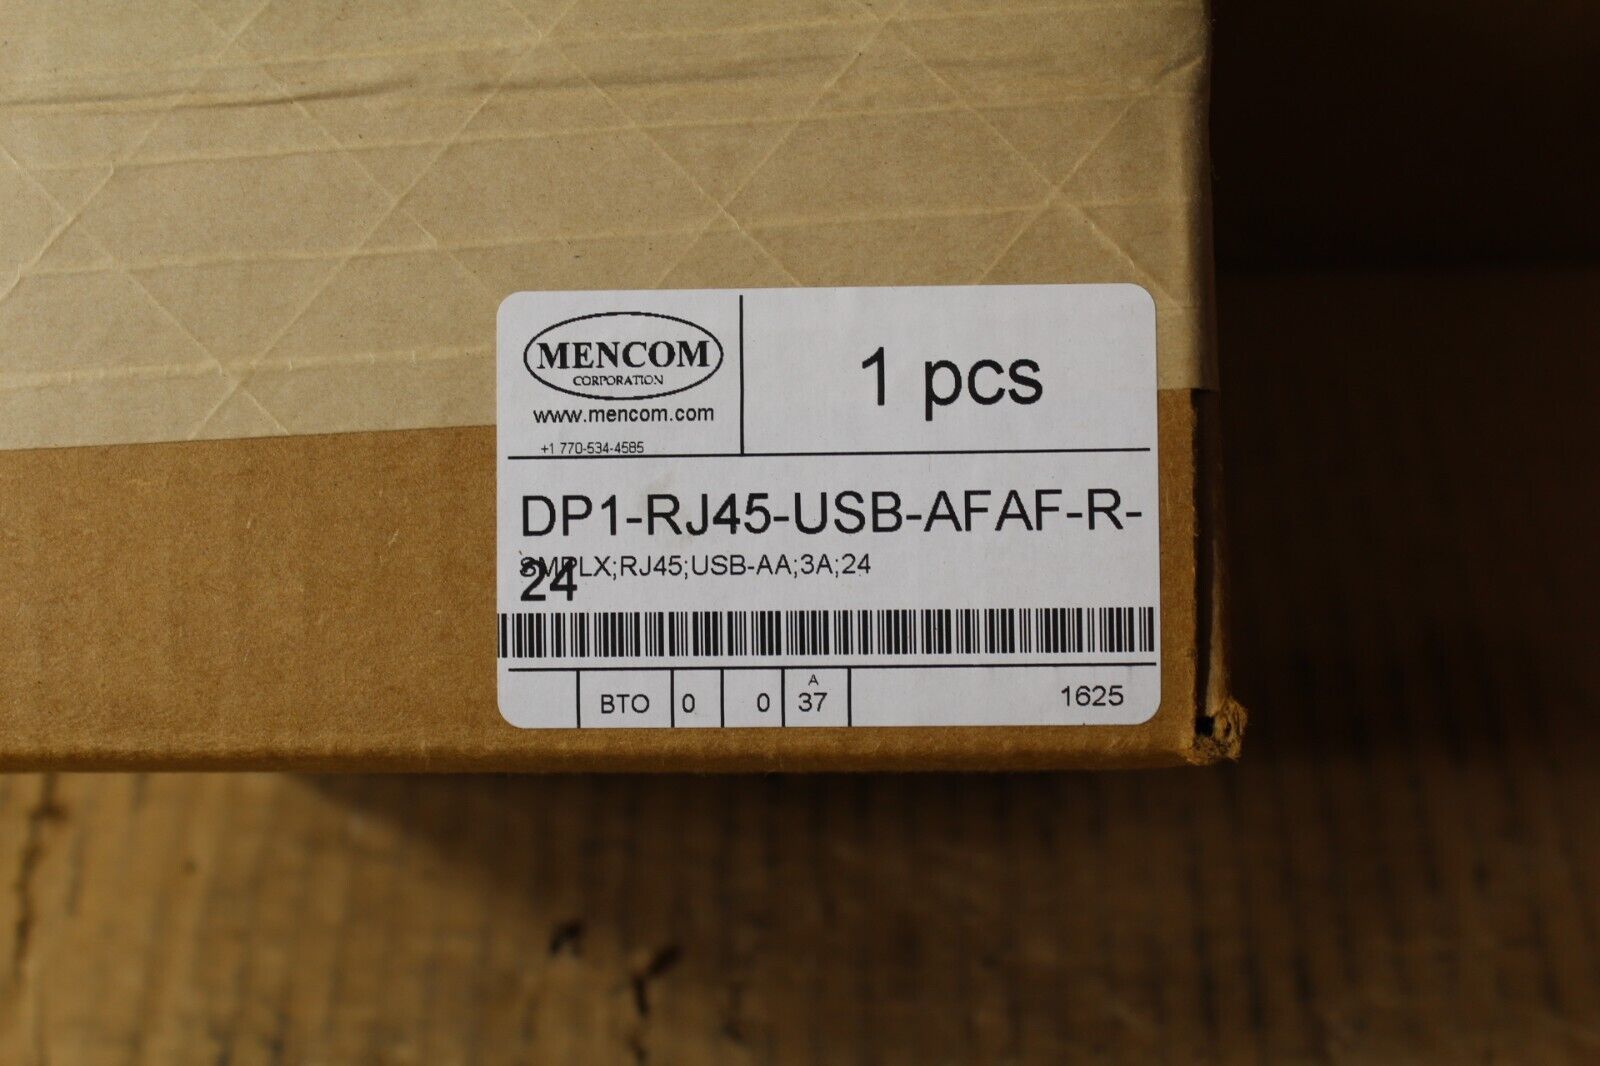 MENCOM
CORPORATION
www.mencom.com
+1 770-534-4585
1 pcs
DP1-RJ45-USB-AFAF-R-
24
SMPLX;RJ45;USB-AA;3A;24
BTO 0 0 A 37 1625